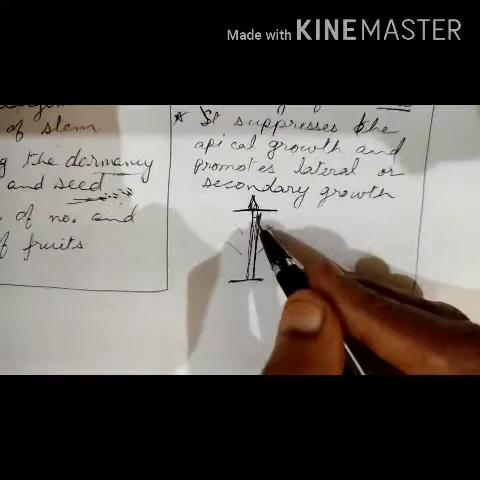 Made with KINEMASTER
of stem
the dormancy
and seed
of no. and
of fruits
* It suppresses the
apical growth and
promotes lateral or
secondary growth